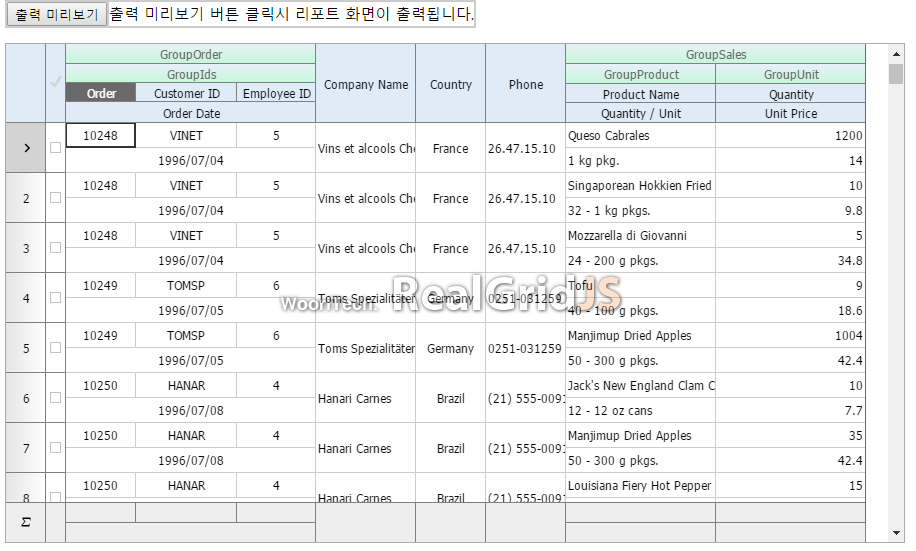 출력 미리보기 출력 미리보기 버튼 클릭시 리포트 화면이 출력됩니다.
GroupOrder GroupSales
GroupIds Company Name Country Phone GroupProduct GroupUnit
Order Customer ID Employee ID Product Name Quantity
Order Date Quantity / Unit Unit Price
10248 VINET 5 Vins et alcools Che France 26.47.15.10 Queso Cabrales 1200
1996/07/04 1 kg pkg. 14
2 10248 VINET 5 Vins et alcools Che France 26.47.15.10 Singaporean Hokkien Fried 10
1996/07/04 32 - 1 kg pkgs. 9.8
3 10248 VINET 5 Vins et alcools Che France 26.47.15.10 Mozzarella di Giovanni 5
1996/07/04 24 - 200 g pkgs. 34.8
4 10249 TOMSP 6 Toms Spezialitäten Germany 0251-031259 Tofu 9
WooriTech. RealGridJS
1996/07/05 40 - 100 g pkgs. 18.6
5 10249 TOMSP 6 Toms Spezialitäten Germany 0251-031259 Manjimup Dried Apples 1004
1996/07/05 50 - 300 g pkgs. 42.4
6 10250 HANAR 4 Hanari Carnes Brazil (21) 555-0091 Jack's New England Clam C 10
1996/07/08 12 - 12 oz cans 7.7
7 10250 HANAR 4 Hanari Carnes Brazil (21) 555-0091 Manjimup Dried Apples 35
1996/07/08 50 - 300 g pkgs. 42.4
8 10250 HANAR 4 Hanari Carnes Brazil (21) 555-0091 Louisiana Fiery Hot Pepper 15
Σ